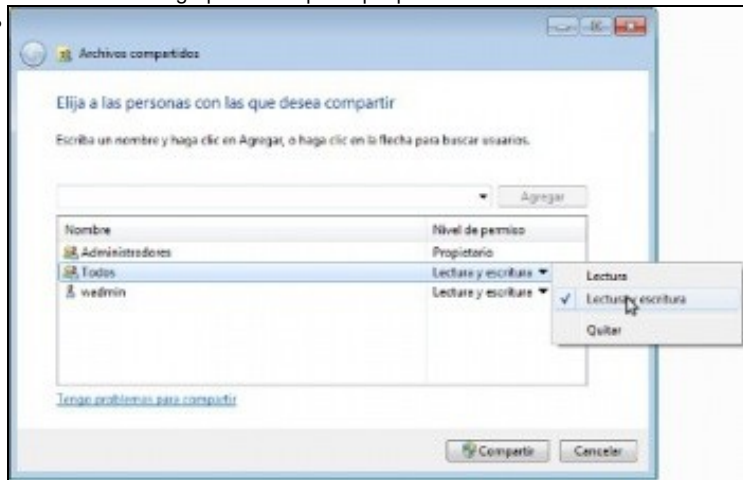 Archivos compartidos
Elija a las personas con las que desea compartir
Escriba un nombre y haga clic en Agregar, o haga clic en la flecha para buscar usuarios.
Agregar
Nombre Nivel de permiso
Administradores Propietario
Todos Lectura y escritura
wadmin Lectura y escritura
Lectura
Lectura y escritura
Quitar
Tengo problemas para compartir
Compartir Cancelar